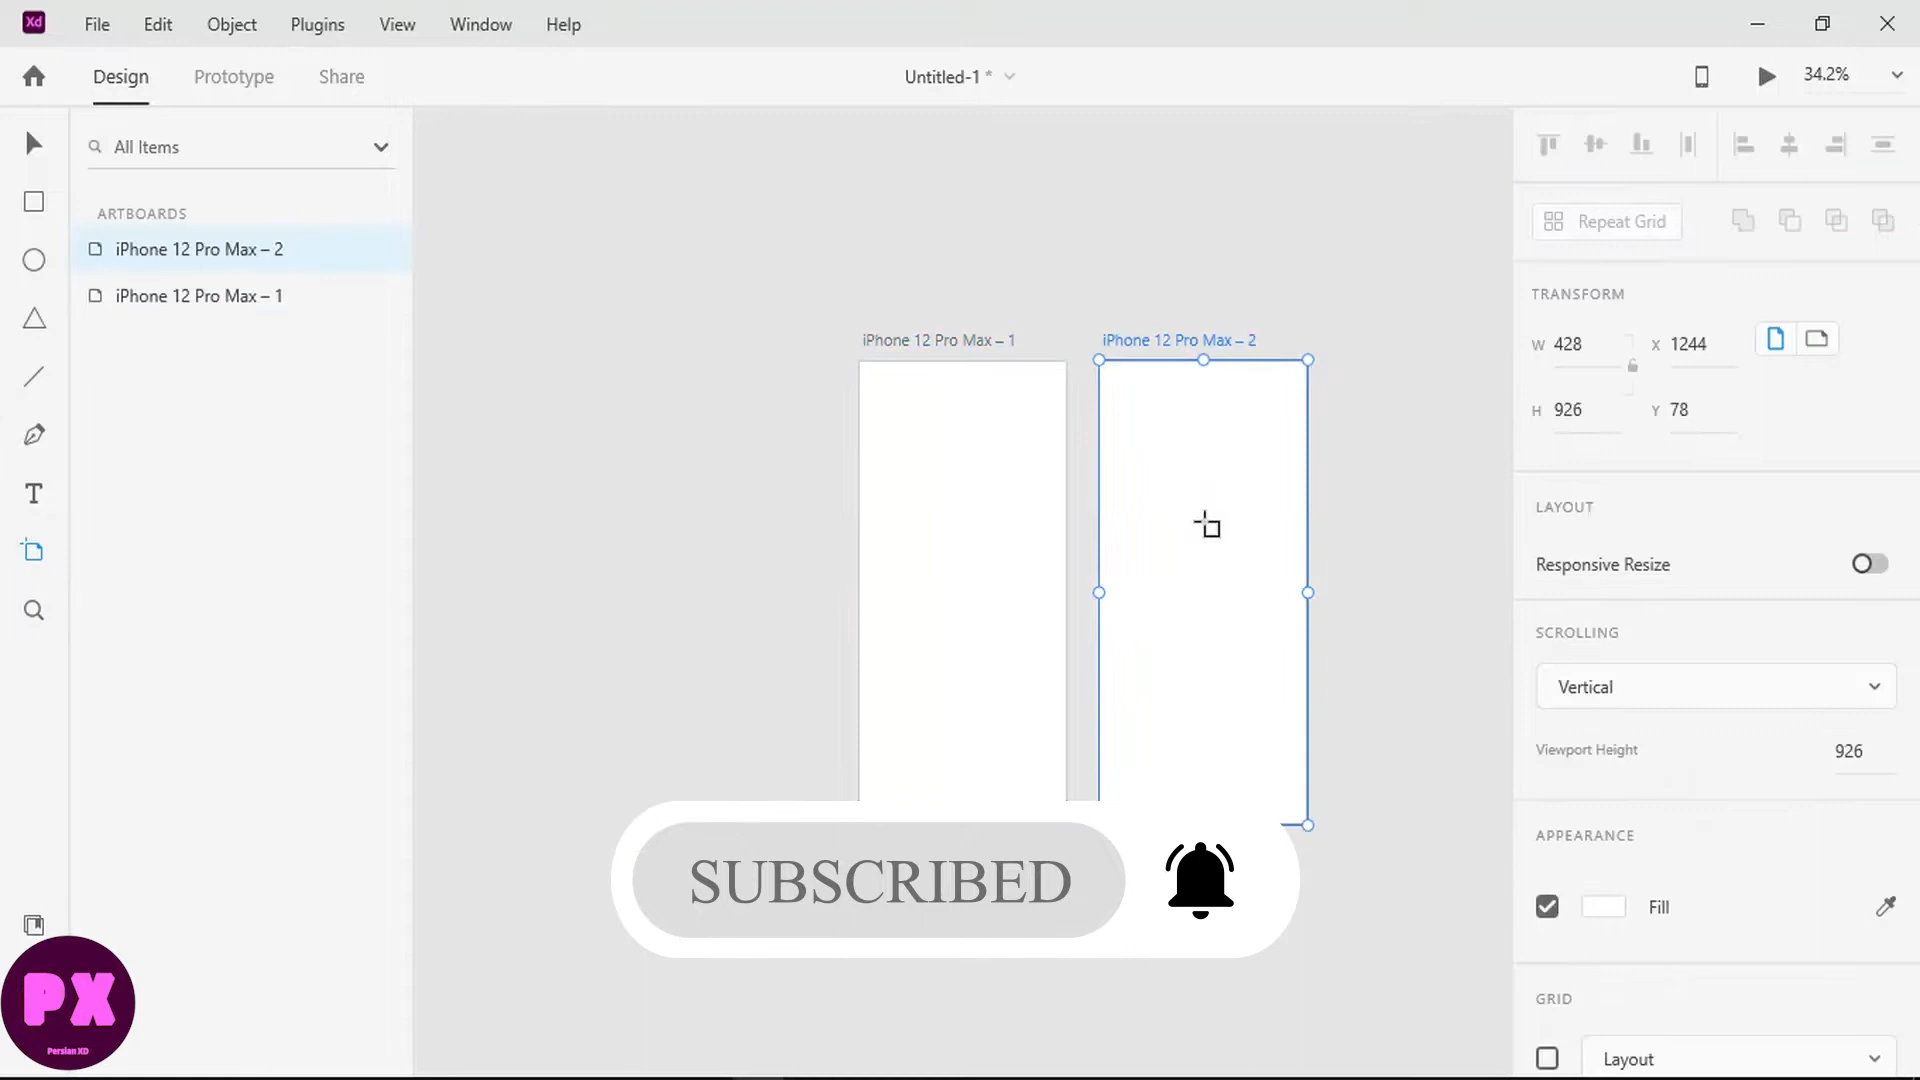 Xd File Edit Object Plugins View Window Help
Design Prototype Share Untitled-1 * 34.2%
All Items
ARTBOARDS
iPhone 12 Pro Max – 2
iPhone 12 Pro Max – 1
iPhone 12 Pro Max – 1
iPhone 12 Pro Max – 2
Repeat Grid
TRANSFORM
W 428 X 1244
H 926 Y 78
LAYOUT
Responsive Resize
SCROLLING
Vertical
Viewport Height 926
APPEARANCE
Fill
GRID
Layout
T
SUBSCRIBED
PX
Persian XD